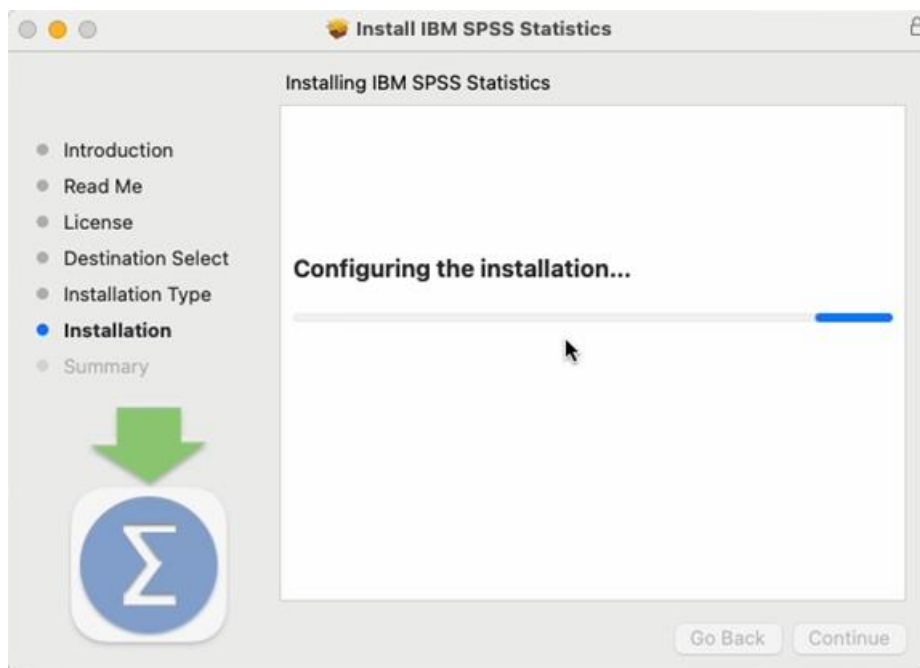 Install IBM SPSS Statistics
Installing IBM SPSS Statistics
Introduction
Read Me
License
Destination Select
Installation Type
Installation
Summary
Configuring the installation...
Σ
Go Back
Continue